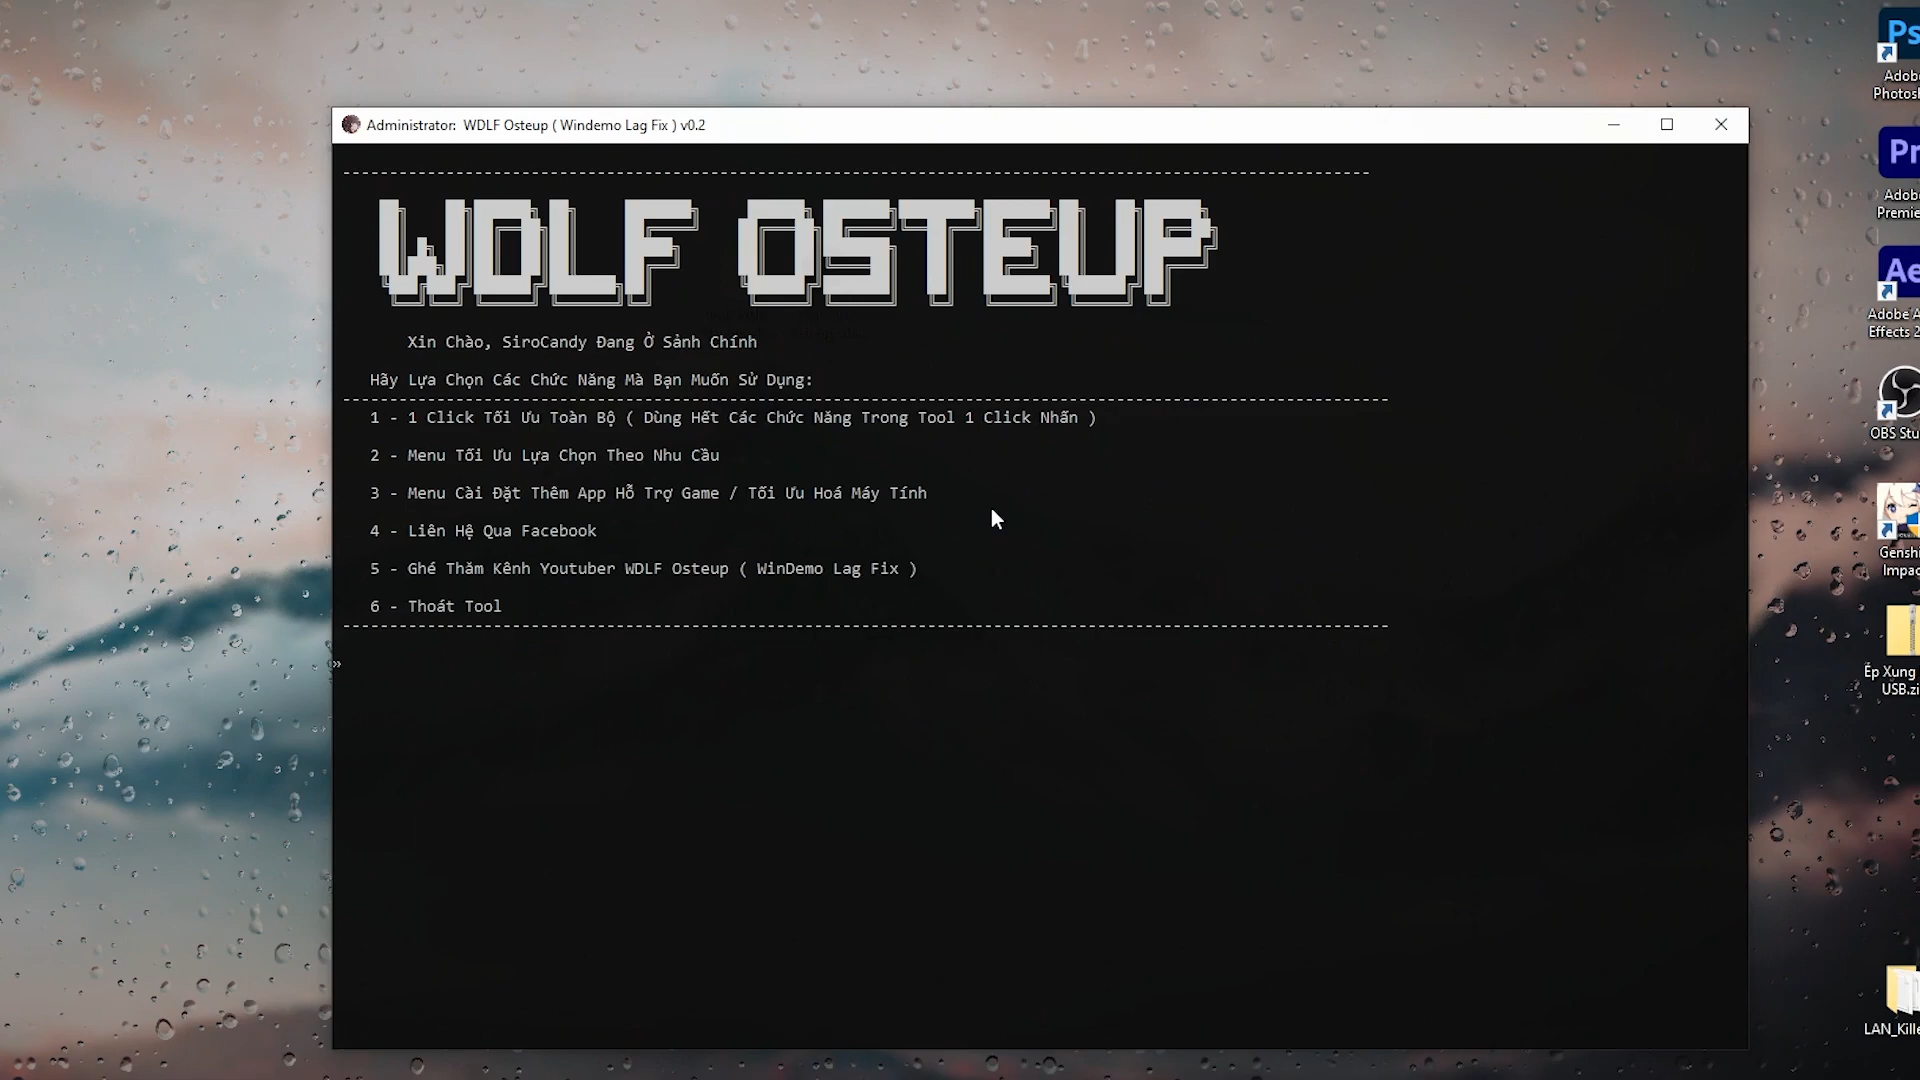 Administrator: WDLF Osteup ( Windemo Lag Fix ) v0.2
WDLF OSTEUP
Xin Chào, SiroCandy Đang Ở Sảnh Chính
Hãy Lựa Chọn Các Chức Năng Mà Bạn Muốn Sử Dụng:
1 - 1 Click Tối Ưu Toàn Bộ ( Dùng Hết Các Chức Năng Trong Tool 1 Click Nhấn )
2 - Menu Tối Ưu Lựa Chọn Theo Nhu Cầu
3 - Menu Cài Đặt Thêm App Hỗ Trợ Game / Tối Ưu Hoá Máy Tính
4 - Liên Hệ Qua Facebook
5 - Ghé Thăm Kênh Youtuber WDLF Osteup ( WinDemo Lag Fix )
6 - Thoát Tool
»
Ps
Adobe
Photosh
Pr
Adobe
Premie
Ae
Adobe A
Effects 2
OBS Stu
Genshi
Impac
Ép Xung
USB.zi
LAN_Kille